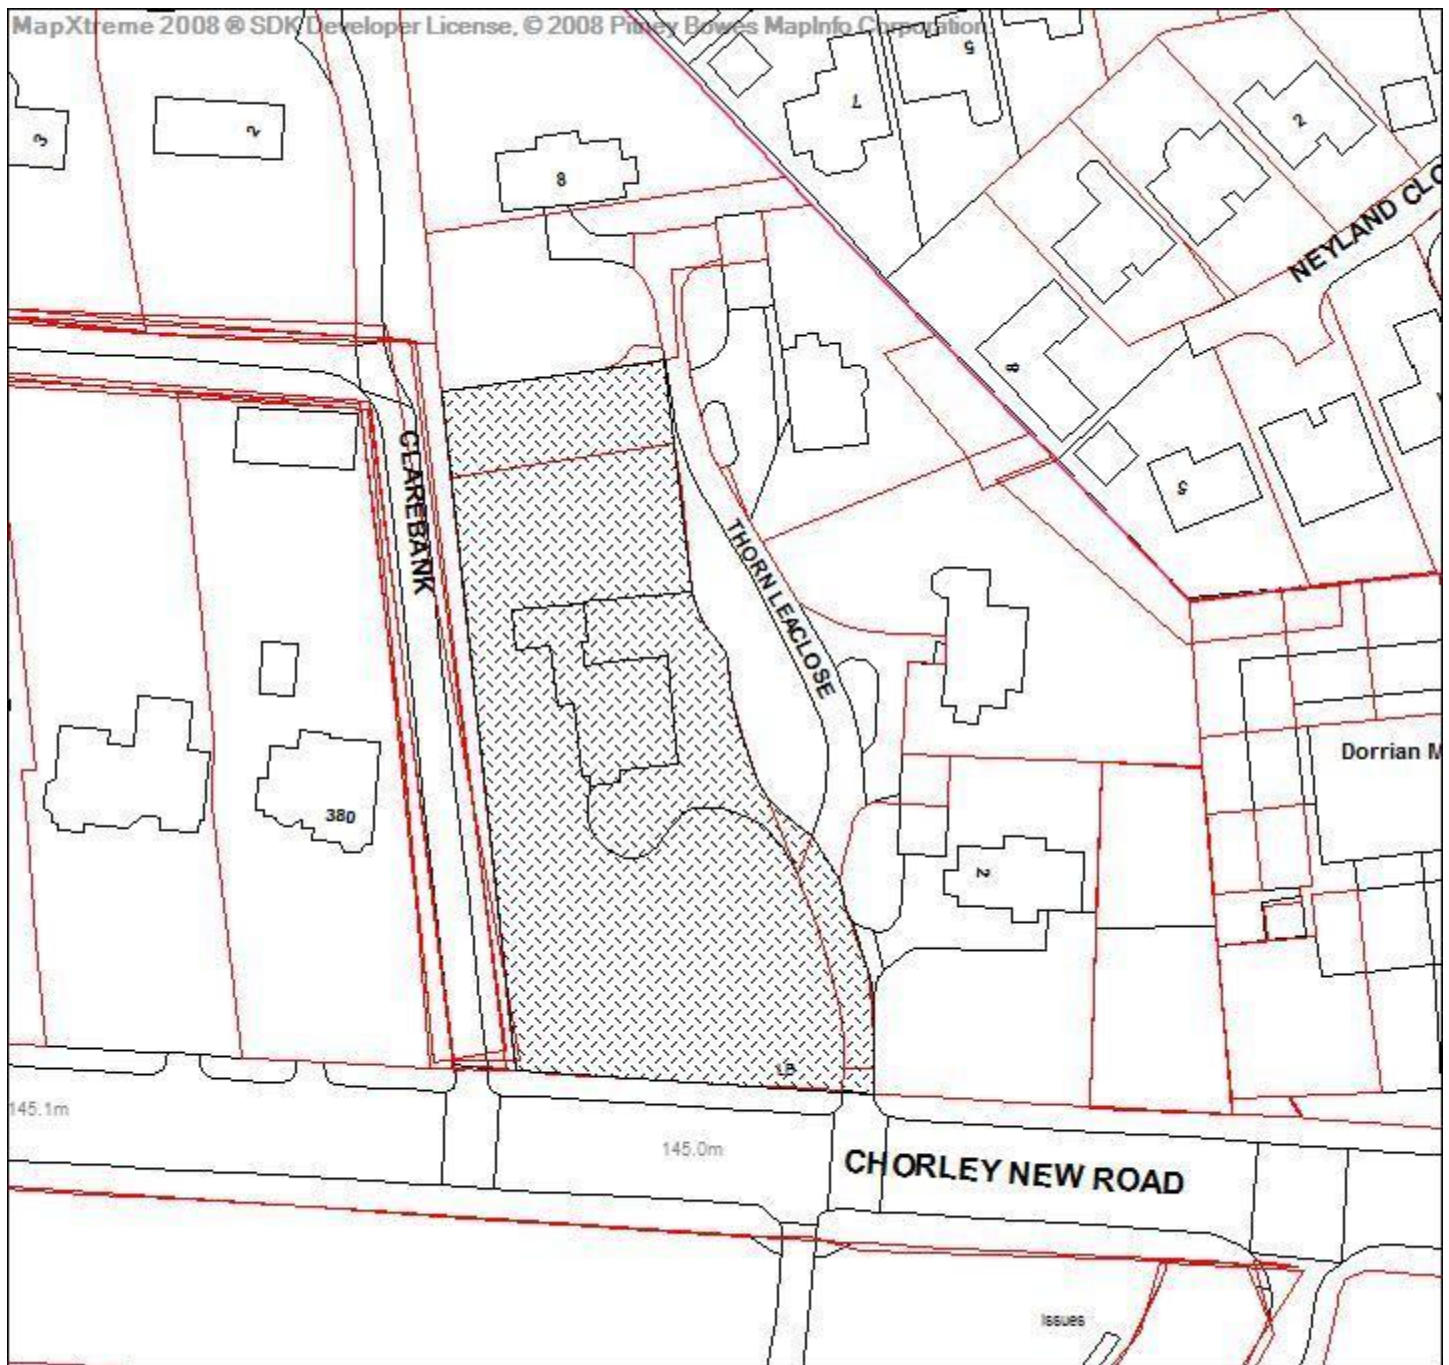 MapXtreme 2008 ® SDK Developer License, © 2008 Pitney Bowes MapInfo Corporation.
5
7
3
2
2
8
NEYLAND CLO
8
5
CLAREBANK
THORN LEA CLOSE
Dorrian M
380
2
LB
145.1m
145.0m
CHORLEY NEW ROAD
Issues